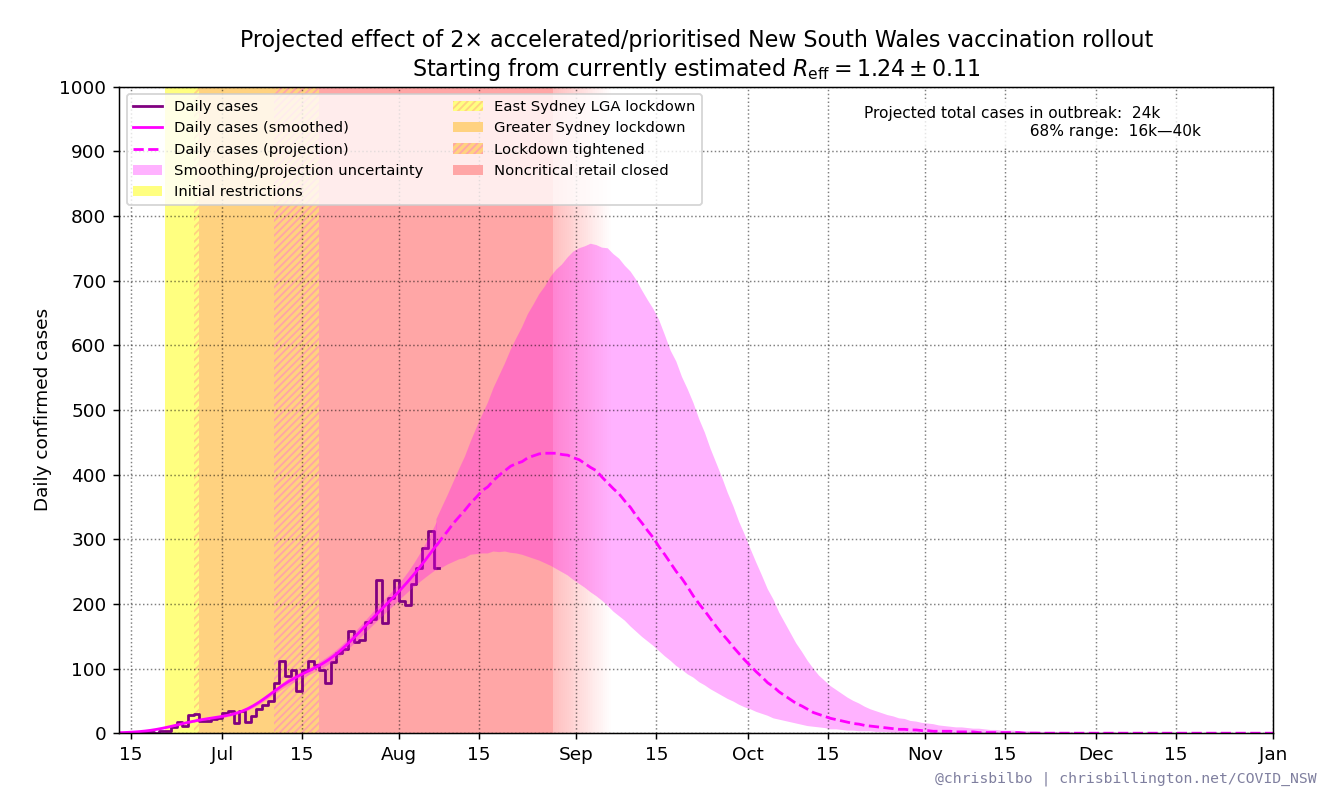 Projected effect of 2× accelerated/prioritised New South Wales vaccination rollout
Starting from currently estimated R_eff = 1.24 ± 0.11
Daily cases
Daily cases (smoothed)
Daily cases (projection)
Smoothing/projection uncertainty
Initial restrictions
East Sydney LGA lockdown
Greater Sydney lockdown
Lockdown tightened
Noncritical retail closed
Projected total cases in outbreak: 24k
68% range: 16k—40k
Daily confirmed cases
1000
900
800
700
600
500
400
300
200
100
0
15 Jul 15 Aug 15 Sep 15 Oct 15 Nov 15 Dec 15 Jan
@chrisbilbo | chrisbillington.net/COVID_NSW